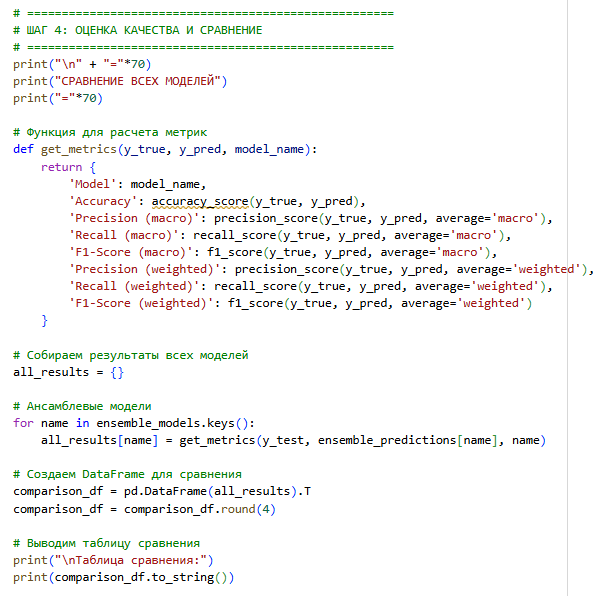 # =====================================================
# ШАГ 4: ОЦЕНКА КАЧЕСТВА И СРАВНЕНИЕ
# =====================================================
print("\n" + "="*70)
print("СРАВНЕНИЕ ВСЕХ МОДЕЛЕЙ")
print("="*70)

# Функция для расчета метрик
def get_metrics(y_true, y_pred, model_name):
    return {
        'Model': model_name,
        'Accuracy': accuracy_score(y_true, y_pred),
        'Precision (macro)': precision_score(y_true, y_pred, average='macro'),
        'Recall (macro)': recall_score(y_true, y_pred, average='macro'),
        'F1-Score (macro)': f1_score(y_true, y_pred, average='macro'),
        'Precision (weighted)': precision_score(y_true, y_pred, average='weighted'),
        'Recall (weighted)': recall_score(y_true, y_pred, average='weighted'),
        'F1-Score (weighted)': f1_score(y_true, y_pred, average='weighted')
    }

# Собираем результаты всех моделей
all_results = {}

# Ансамблевые модели
for name in ensemble_models.keys():
    all_results[name] = get_metrics(y_test, ensemble_predictions[name], name)

# Создаем DataFrame для сравнения
comparison_df = pd.DataFrame(all_results).T
comparison_df = comparison_df.round(4)

# Выводим таблицу сравнения
print("\nТаблица сравнения:")
print(comparison_df.to_string())